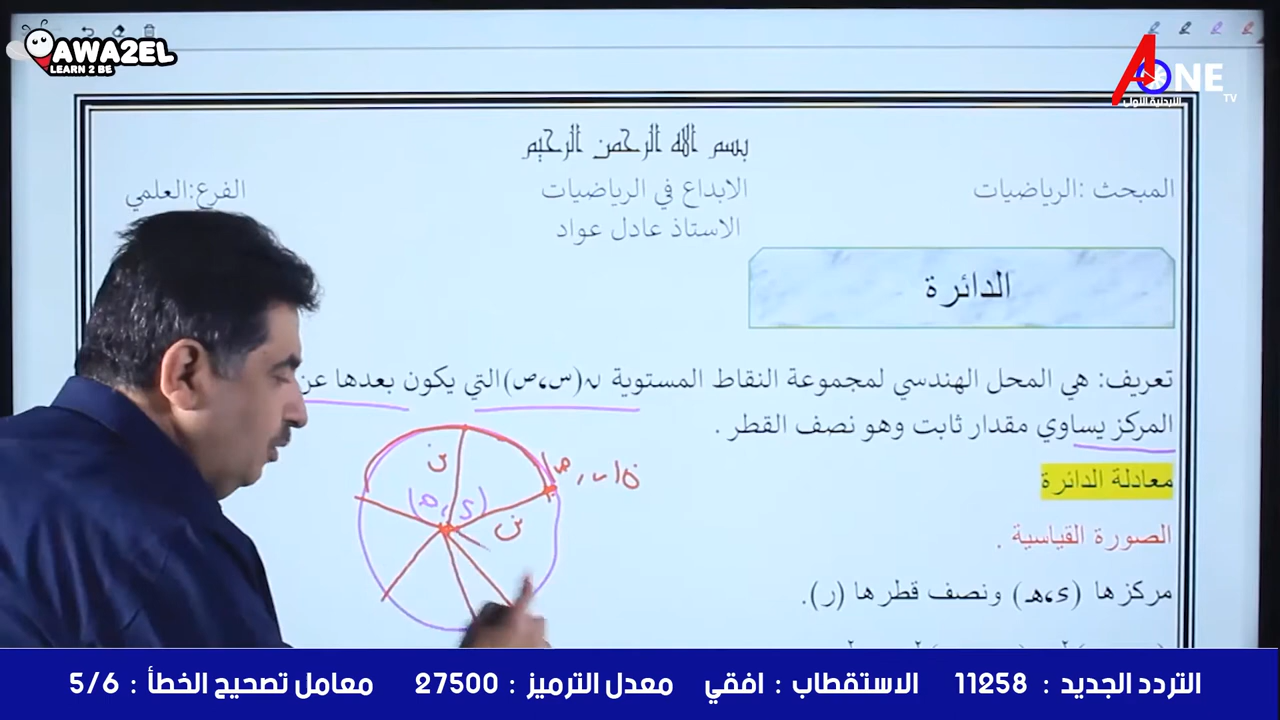 AWA2EL
LEARN 2 BE
A ONE TV
الأردنية الأولى
بسم الله الرحمن الرحيم
المبحث :الرياضيات
الابداع في الرياضيات
الفرع:العلمي
الاستاذ عادل عواد
الدائرة
تعريف: هي المحل الهندسي لمجموعة النقاط المستوية ن(س،ص)التي يكون بعدها عن
المركز يساوي مقدار ثابت وهو نصف القطر .
معادلة الدائرة
الصورة القياسية .
مركزها (د،هـ) ونصف قطرها (ر).
التردد الجديد : 11258 الاستقطاب : افقي معدل الترميز : 27500 معامل تصحيح الخطأ : 5/6